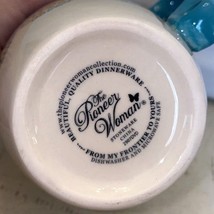 www.thepioneerwomancollection.com
BEAUTIFUL, QUALITY DINNERWARE
The
Pioneer
Woman®
STONEWARE
CHINA
FROM MY FRONTIER TO YOURS
DISHWASHER AND MICROWAVE SAFE